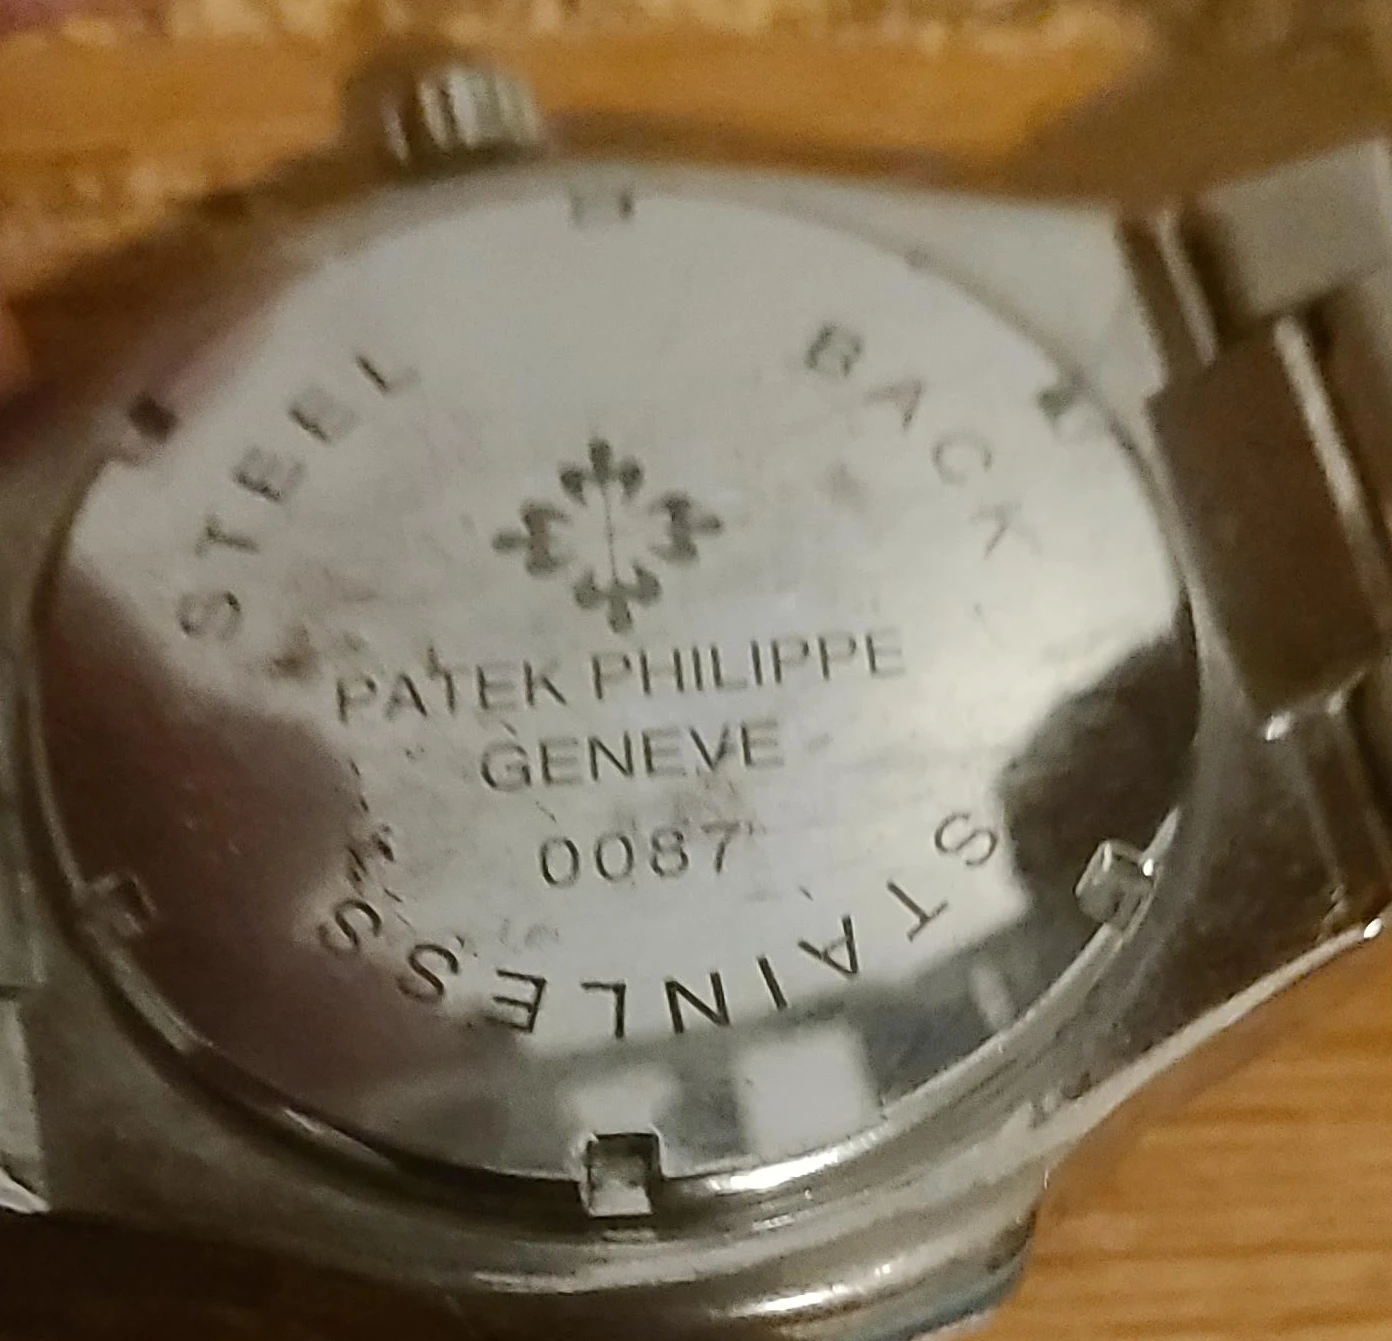 STAINLESS STEEL BACK
PATEK PHILIPPE
GENEVE
0087